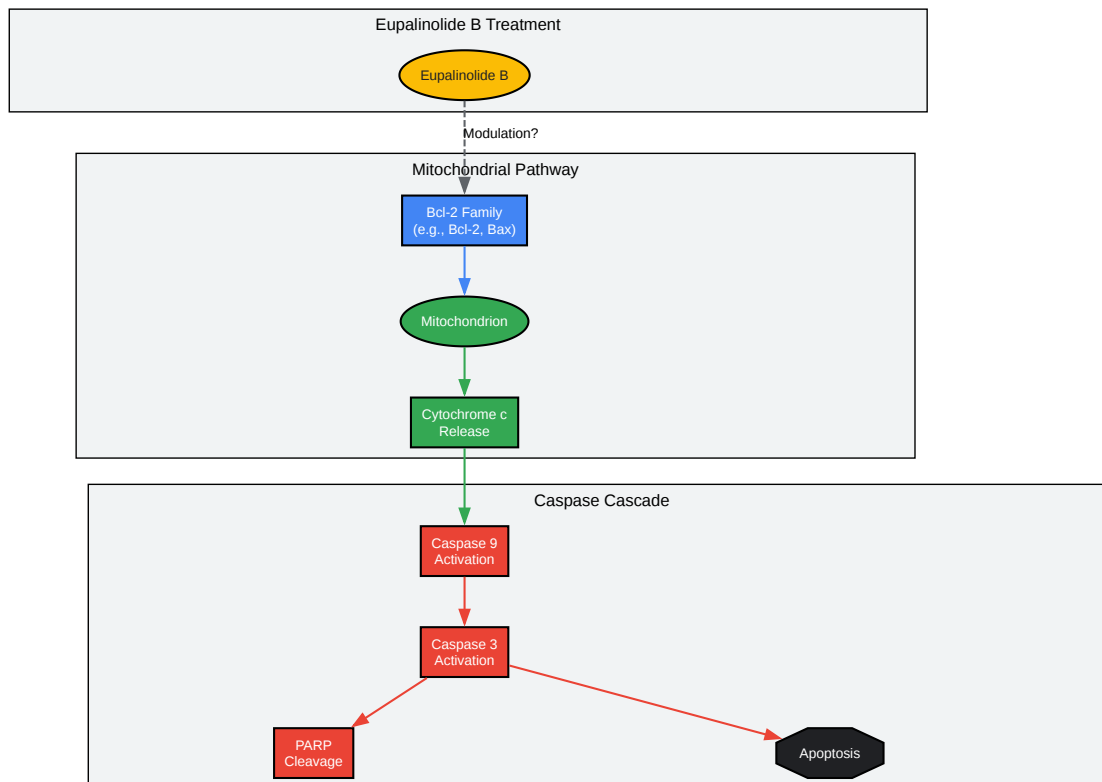 Eupalinolide B Treatment
Eupalinolide B
Modulation?
Mitochondrial Pathway
Bcl-2 Family
(e.g., Bcl-2, Bax)
Mitochondrion
Cytochrome c
Release
Caspase Cascade
Caspase 9
Activation
Caspase 3
Activation
PARP
Cleavage
Apoptosis